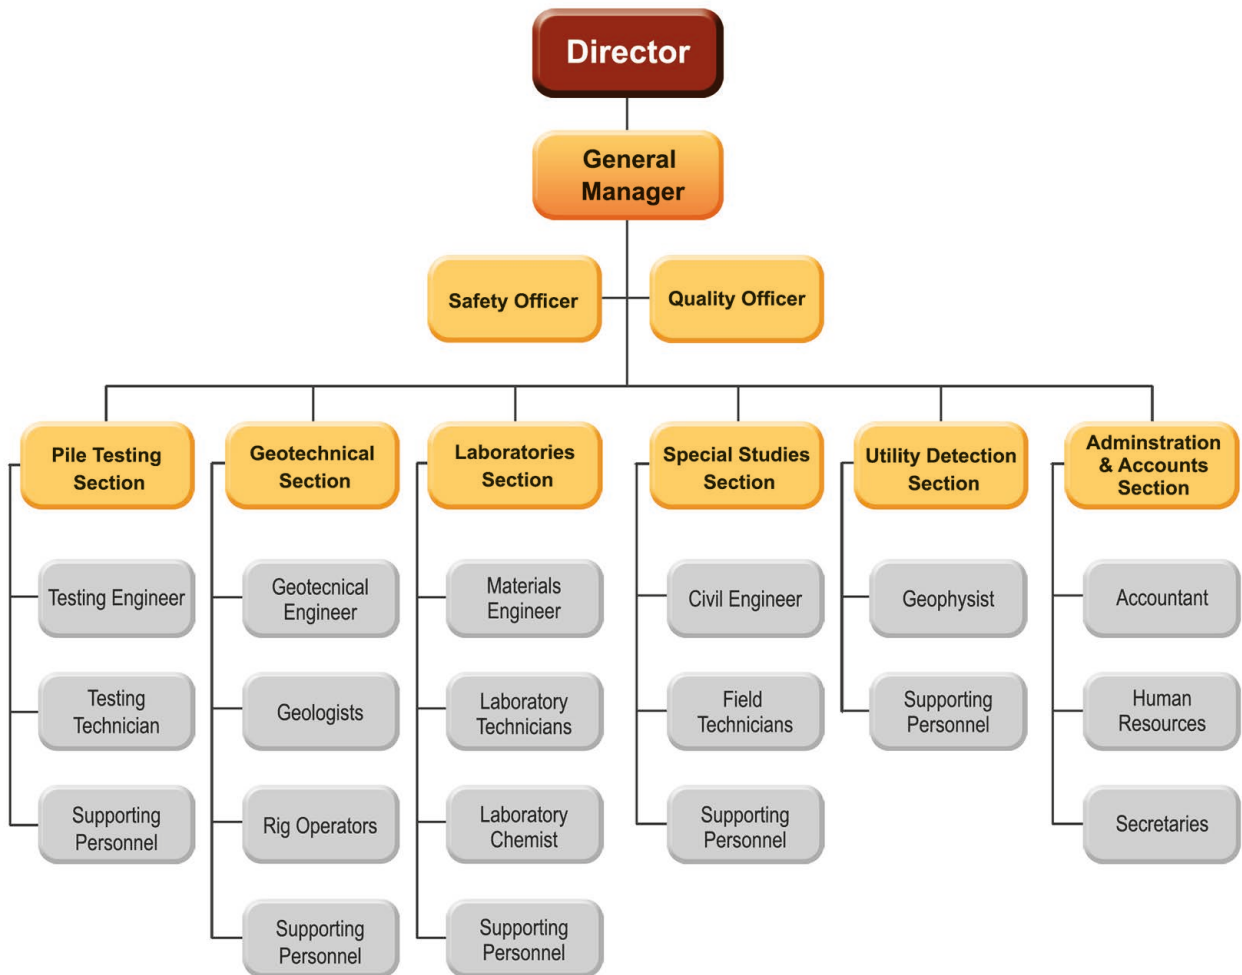 Director
General
Manager
Safety Officer
Quality Officer
Pile Testing
Section
Geotechnical
Section
Laboratories
Section
Special Studies
Section
Utility Detection
Section
Adminstration
& Accounts
Section
Testing Engineer
Testing
Technician
Supporting
Personnel
Geotecnical
Engineer
Geologists
Rig Operators
Supporting
Personnel
Materials
Engineer
Laboratory
Technicians
Laboratory
Chemist
Supporting
Personnel
Civil Engineer
Field
Technicians
Supporting
Personnel
Geophysist
Supporting
Personnel
Accountant
Human
Resources
Secretaries